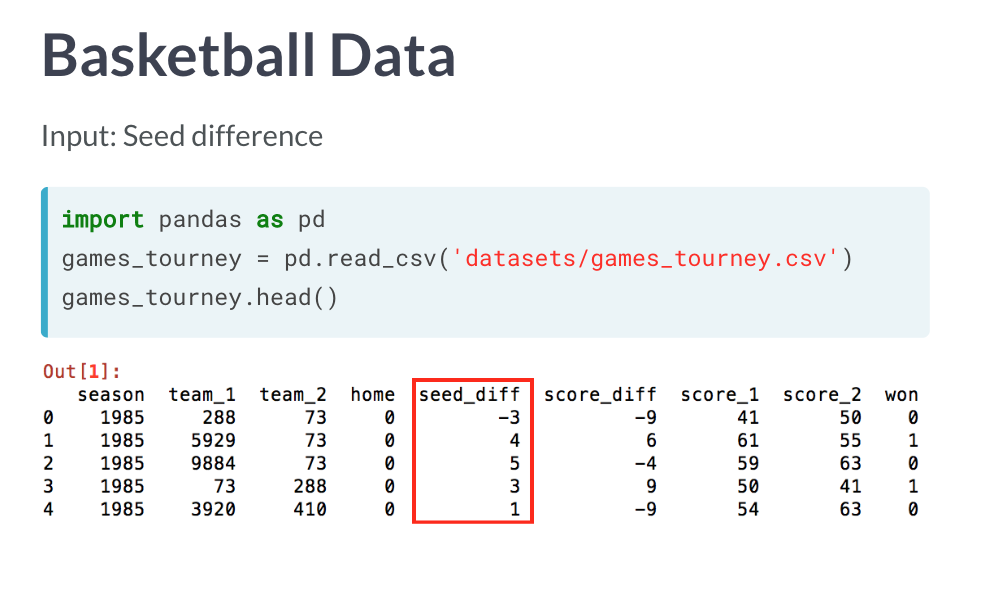 Basketball Data
Input: Seed difference
import pandas as pd
games_tourney = pd.read_csv('datasets/games_tourney.csv')
games_tourney.head()
Out[1]:
season team_1 team_2 home seed_diff score_diff score_1 score_2 won
0 1985 288 73 0 -3 -9 41 50 0
1 1985 5929 73 0 4 6 61 55 1
2 1985 9884 73 0 5 -4 59 63 0
3 1985 73 288 0 3 9 50 41 1
4 1985 3920 410 0 1 -9 54 63 0